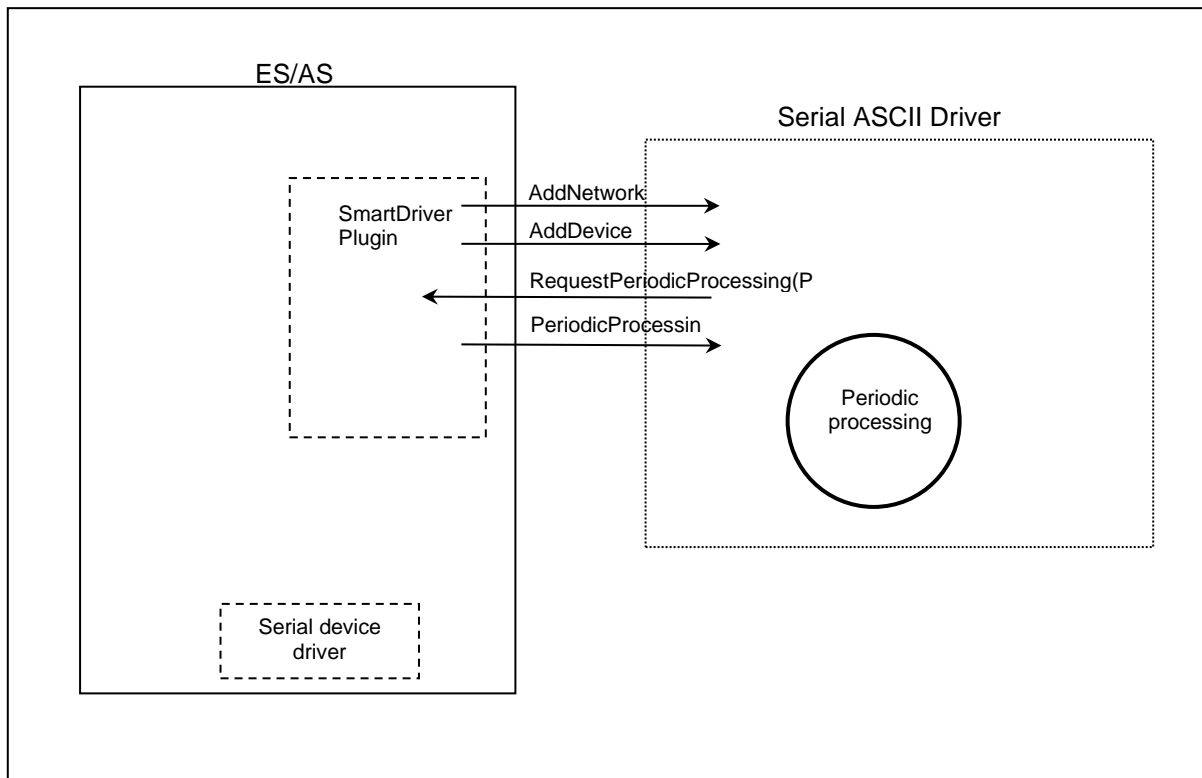 ES/AS
Serial ASCII Driver
SmartDriver
Plugin
AddNetwork
AddDevice
RequestPeriodicProcessing(P
PeriodicProcessin
Periodic
processing
Serial device
driver